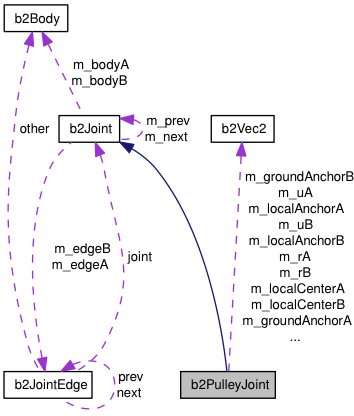 b2Body
m_bodyA
m_bodyB
other
b2Joint
m_prev
m_next
b2Vec2
m_groundAnchorB
m_uA
m_localAnchorA
m_uB
m_localAnchorB
m_rA
m_rB
m_localCenterA
m_localCenterB
m_groundAnchorA
...
m_edgeB
m_edgeA
joint
b2JointEdge
prev
next
b2PulleyJoint